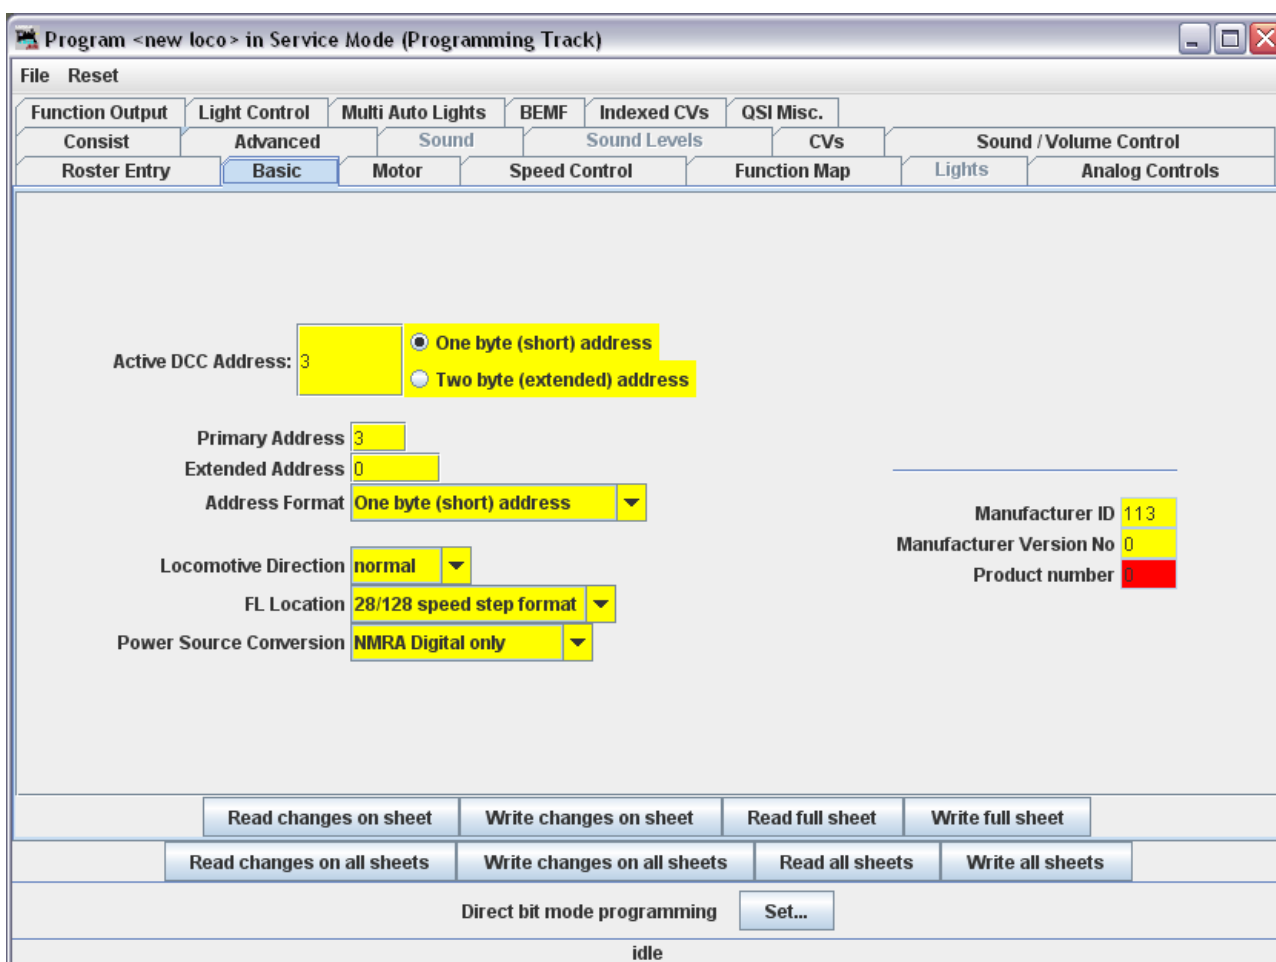 Program <new loco> in Service Mode (Programming Track)
File Reset
Function Output Light Control Multi Auto Lights BEMF Indexed CVs QSI Misc.
Consist Advanced Sound Sound Levels CVs Sound / Volume Control
Roster Entry Basic Motor Speed Control Function Map Lights Analog Controls
Active DCC Address: 3
One byte (short) address
Two byte (extended) address
Primary Address 3
Extended Address 0
Address Format One byte (short) address
Locomotive Direction normal
FL Location 28/128 speed step format
Power Source Conversion NMRA Digital only
Manufacturer ID 113
Manufacturer Version No 0
Product number 0
Read changes on sheet Write changes on sheet Read full sheet Write full sheet
Read changes on all sheets Write changes on all sheets Read all sheets Write all sheets
Direct bit mode programming Set...
idle